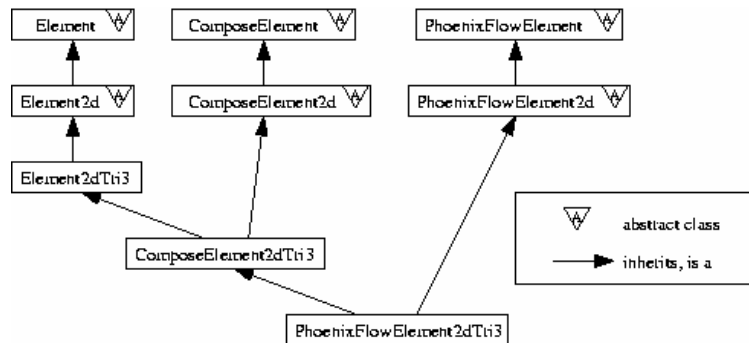 Element
ComposeElement
PhoenixFlowElement
Element2d
ComposeElement2d
PhoenixFlowElement2d
Element2dTri3
ComposeElement2dTri3
PhoenixFlowElement2dTri3
A abstract class
inherits, is a